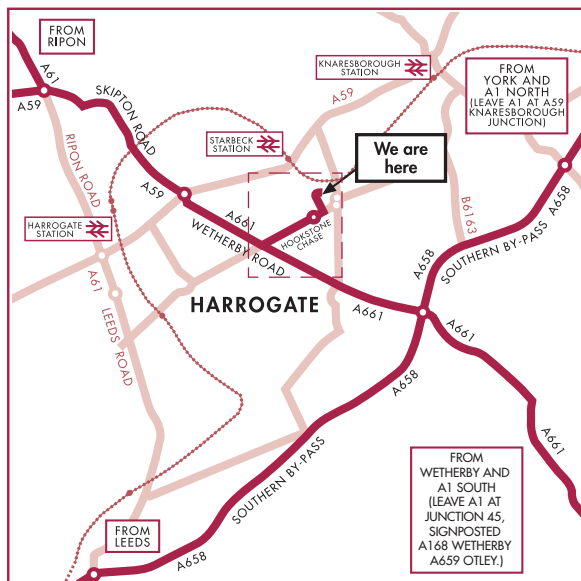 FROM
RIPON
A61
A59
SKIPTON ROAD
RIPON ROAD
A59
KNARESBOROUGH
STATION
A59
FROM
YORK AND
A1 NORTH
(LEAVE A1 AT A59
KNARESBOROUGH
JUNCTION)
STARBECK
STATION
We are
here
HARROGATE
STATION
A661
WETHERBY ROAD
HOOKSTONE
CHASE
B6163
A658
SOUTHERN BY-PASS
A658
A61
LEEDS ROAD
HARROGATE
A661
A661
A658
A661
SOUTHERN BY-PASS
A658
FROM
LEEDS
FROM
WETHERBY AND
A1 SOUTH
(LEAVE A1 AT
JUNCTION 45,
SIGNPOSTED
A168 WETHERBY
A659 OTLEY.)